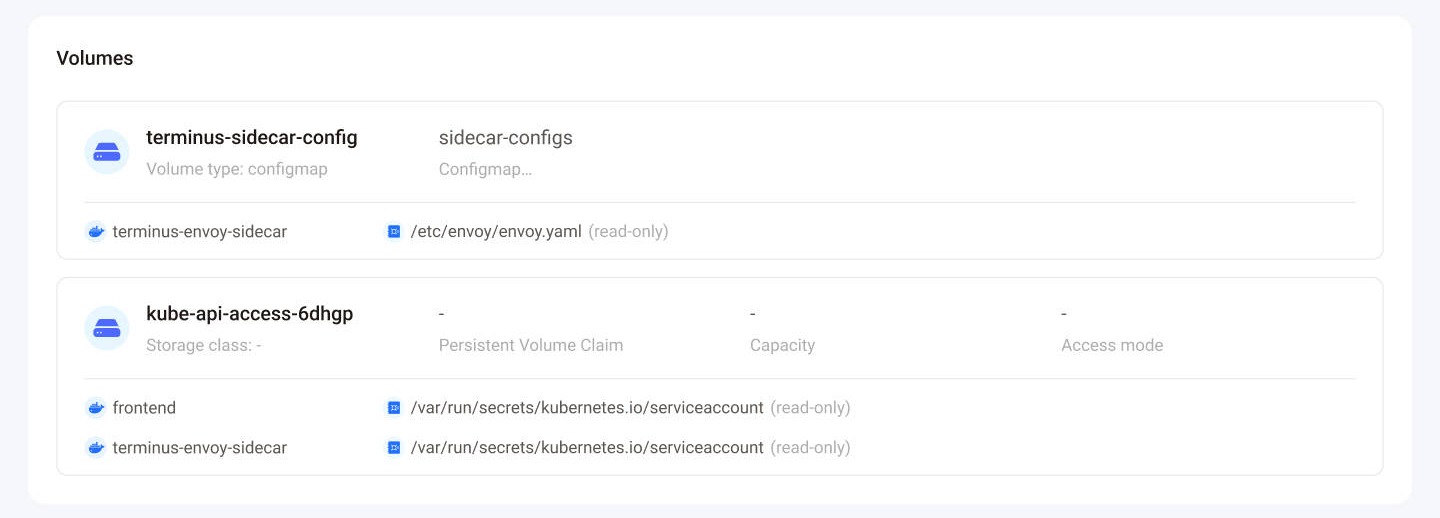 Volumes
terminus-sidecar-config
sidecar-configs
Volume type: configmap
Configmap...
terminus-envoy-sidecar
/etc/envoy/envoy.yaml (read-only)
kube-api-access-6dhgp
-
-
-
Storage class: -
Persistent Volume Claim
Capacity
Access mode
frontend
/var/run/secrets/kubernetes.io/serviceaccount (read-only)
terminus-envoy-sidecar
/var/run/secrets/kubernetes.io/serviceaccount (read-only)